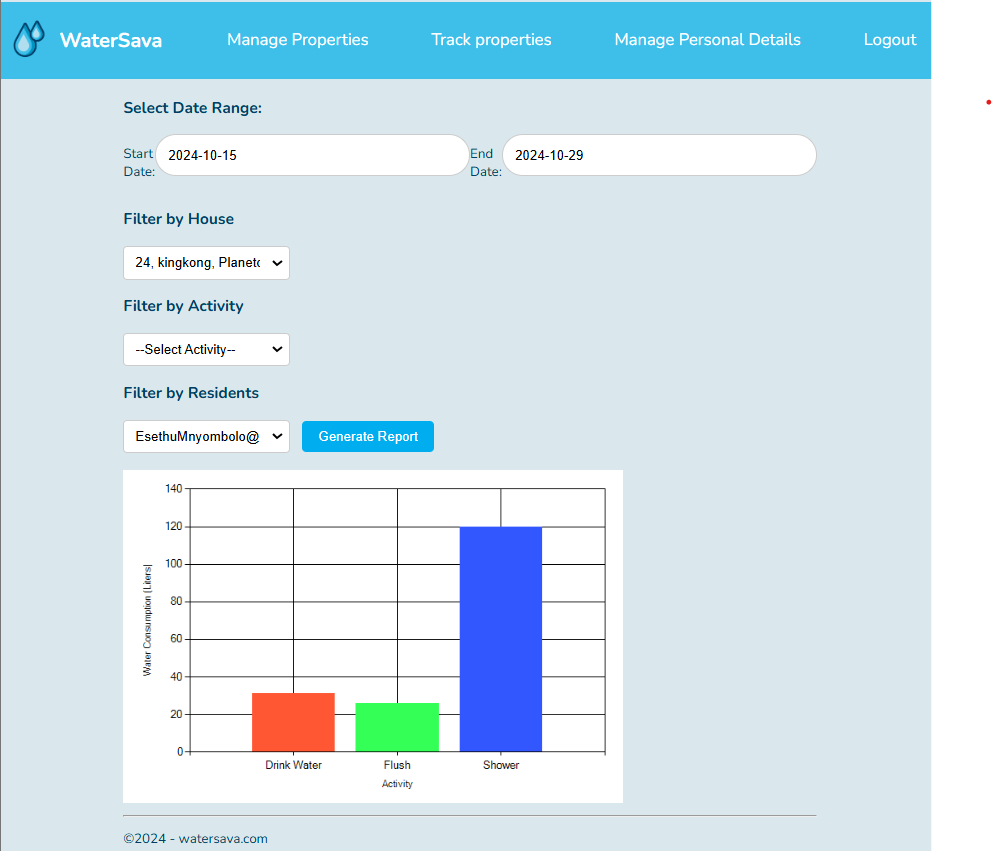 WaterSava Manage Properties Track properties Manage Personal Details Logout
Select Date Range:
Start Date: 2024-10-15 End Date: 2024-10-29
Filter by House
24, kingkong, Planeto
Filter by Activity
--Select Activity--
Filter by Residents
EsethuMnyombolo@ Generate Report
140
120
100
80
60
40
20
0
Water Consumption (Liters)
Drink Water Flush Shower
Activity
©2024 - watersava.com